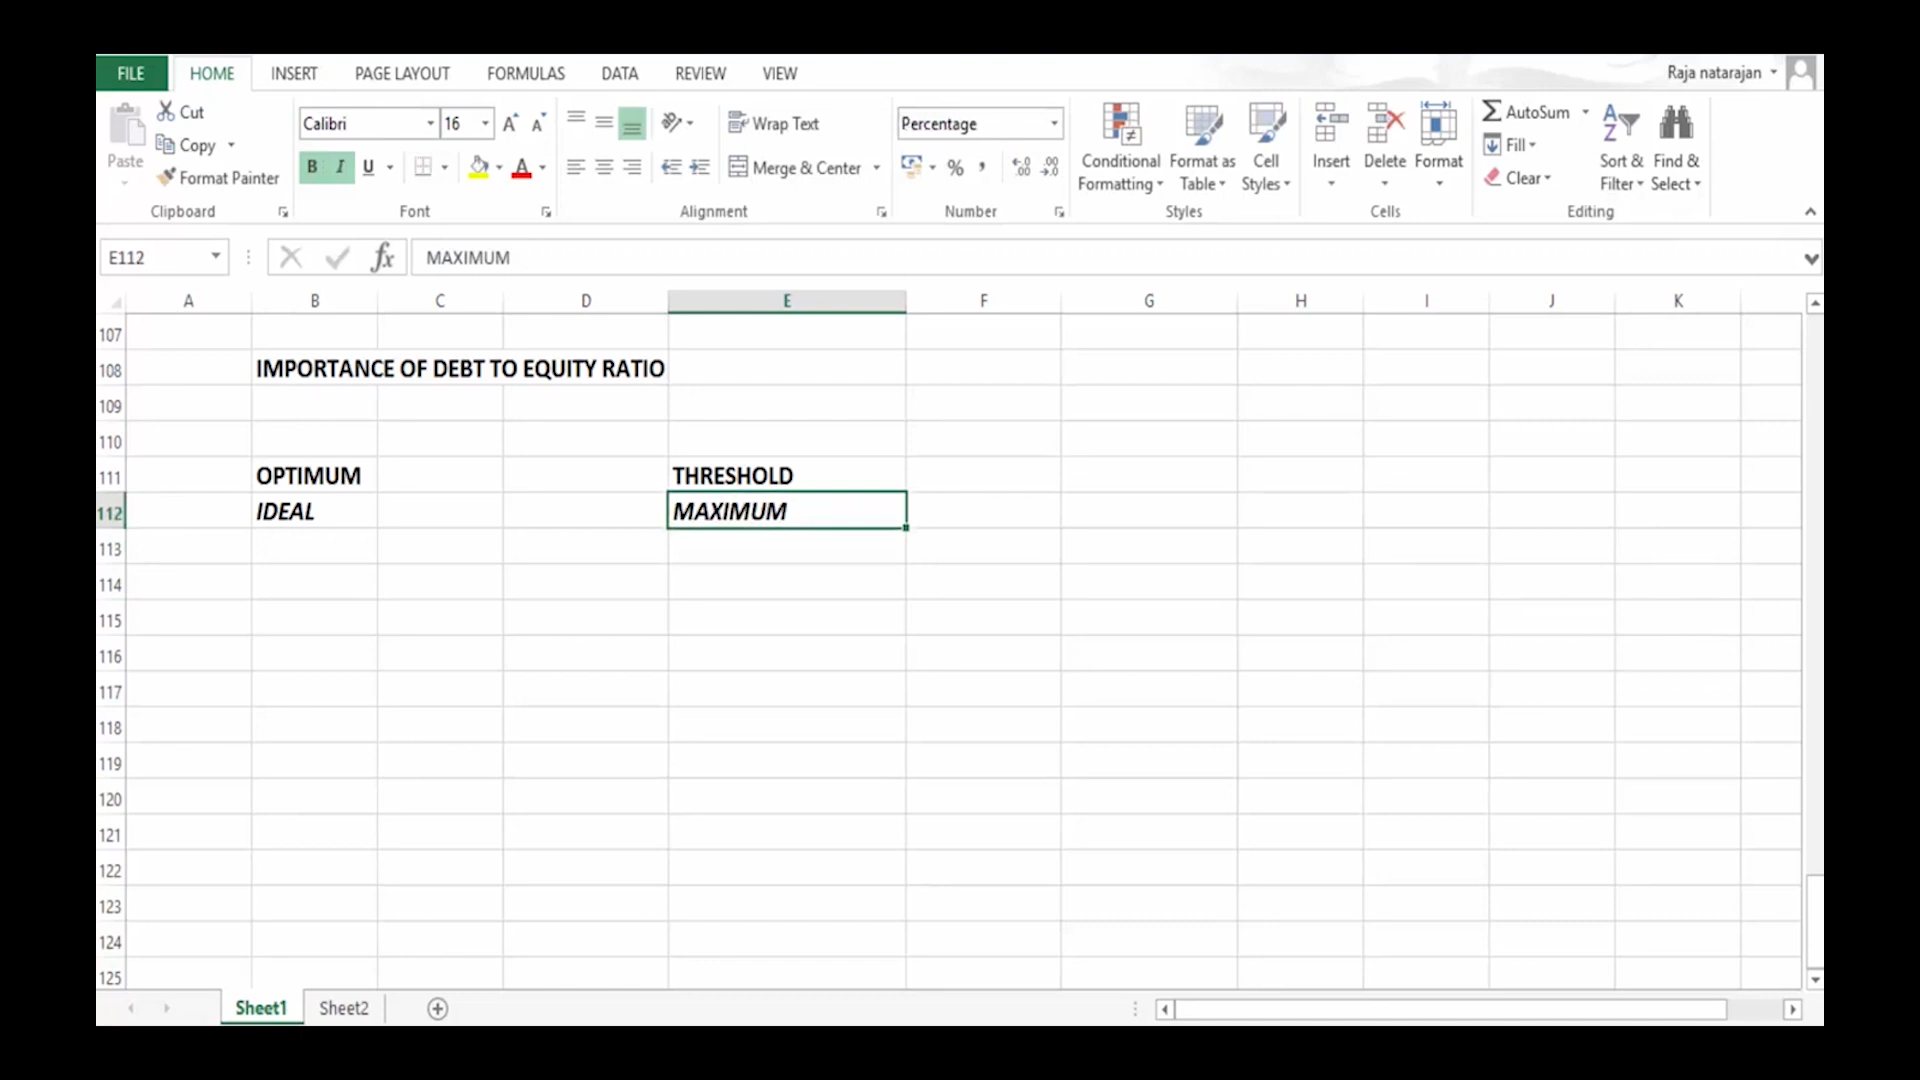 FILE HOME INSERT PAGE LAYOUT FORMULAS DATA REVIEW VIEW Raja natarajan
Paste Cut Copy Format Painter Clipboard
Calibri 16 B I U A Font
Wrap Text Merge & Center Alignment
Percentage % Number
Conditional Formatting Format as Table Cell Styles Styles
Insert Delete Format Cells
AutoSum Fill Clear Sort & Filter Find & Select Editing
E112 fx MAXIMUM
A B C D E F G H I J K
107
108 IMPORTANCE OF DEBT TO EQUITY RATIO
109
110
111 OPTIMUM THRESHOLD
112 IDEAL MAXIMUM
113
114
115
116
117
118
119
120
121
122
123
124
125
Sheet1 Sheet2